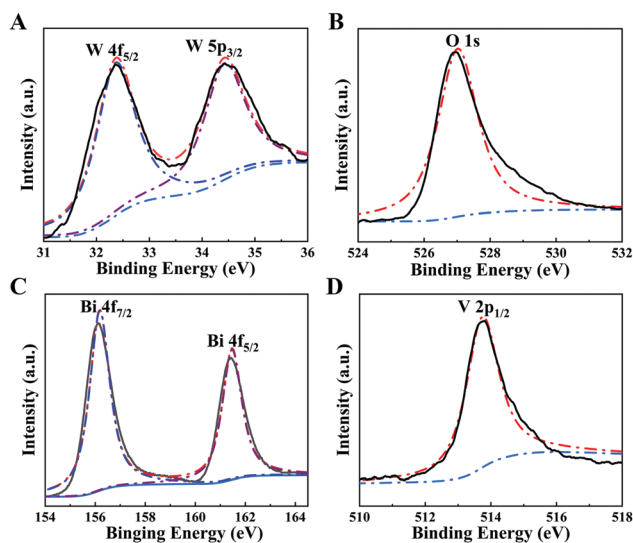 A
W 4f5/2
W 5p3/2
Intensity (a.u.)
31 32 33 34 35 36
Binding Energy (eV)
B
O 1s
Intensity (a.u.)
524 526 528 530 532
Binding Energy (eV)
C
Bi 4f7/2
Bi 4f5/2
Intensity (a.u.)
154 156 158 160 162 164
Binging Energy (eV)
D
V 2p1/2
Intensity (a.u.)
510 512 514 516 518
Binding Energy (eV)